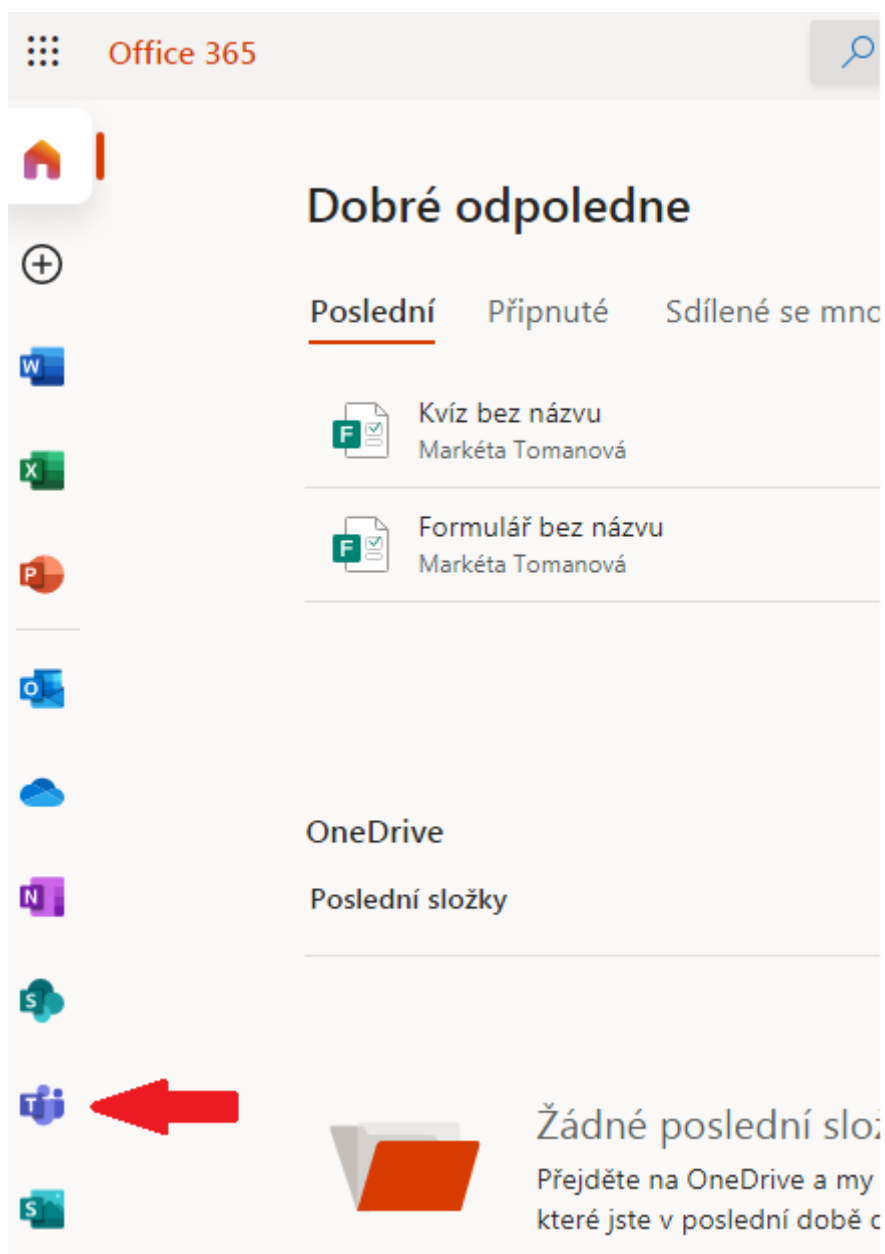 Office 365
Dobré odpoledne
Poslední Připnuté Sdílené se mno
W
Kvíz bez názvu
F
Markéta Tomanová
X
Formulář bez názvu
F
Markéta Tomanová
P
O
OneDrive
N
Poslední složky
S
T
Žádné poslední slož
Přejděte na OneDrive a my
S
které jste v poslední době